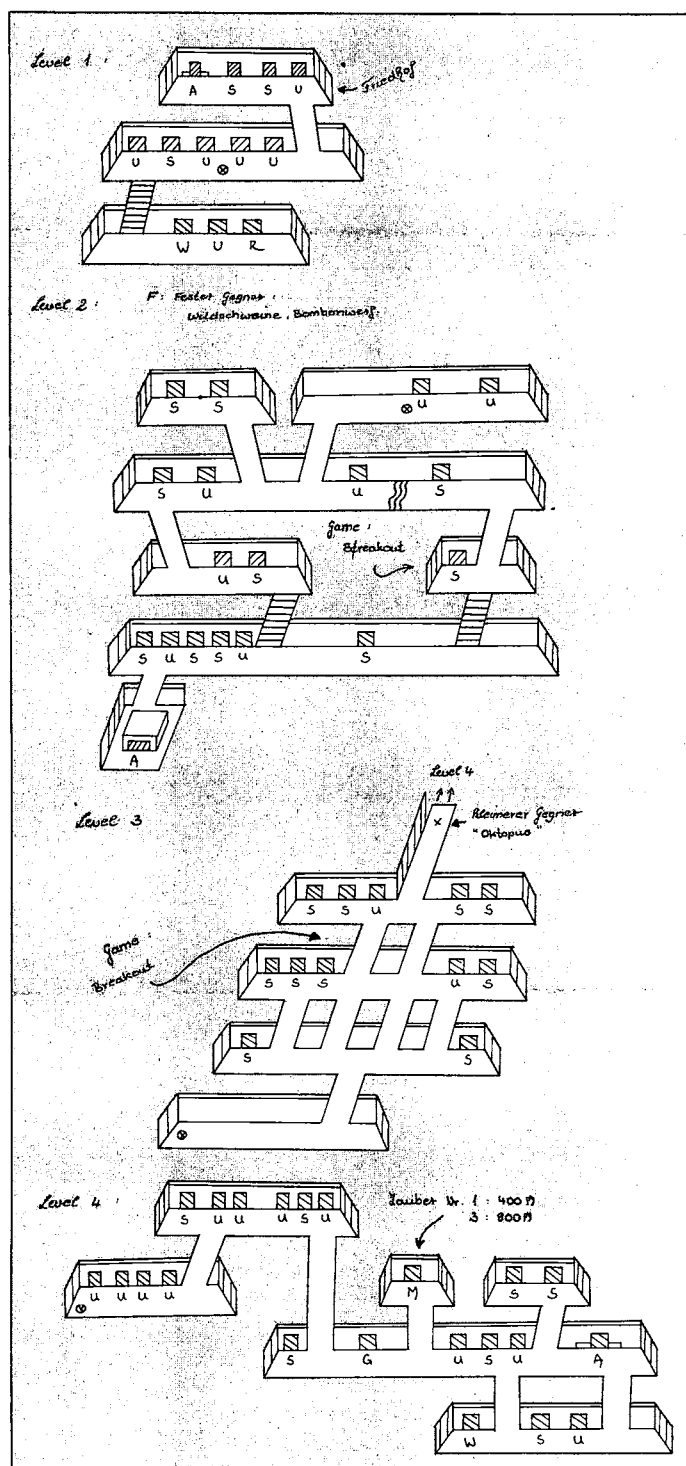 Level 1 :
A S S U
Friedhof
U S U U U
W U R
Level 2 :
F : Fester Gegner :
Wildschweine, Bombenwerf.
S S
U U
S U U S
Game :
Breakout
U S
S
S U S S U S
A
Level 3
Level 4
Kleinerer Gegner
"Oktopus"
S S U S S
Game :
Breakout
S S S U S
S S
Level 4 :
S U U U S U
Zauber Nr. 1 : 400
3 : 800
U U U U
M
S S
S G U S U A
W S U